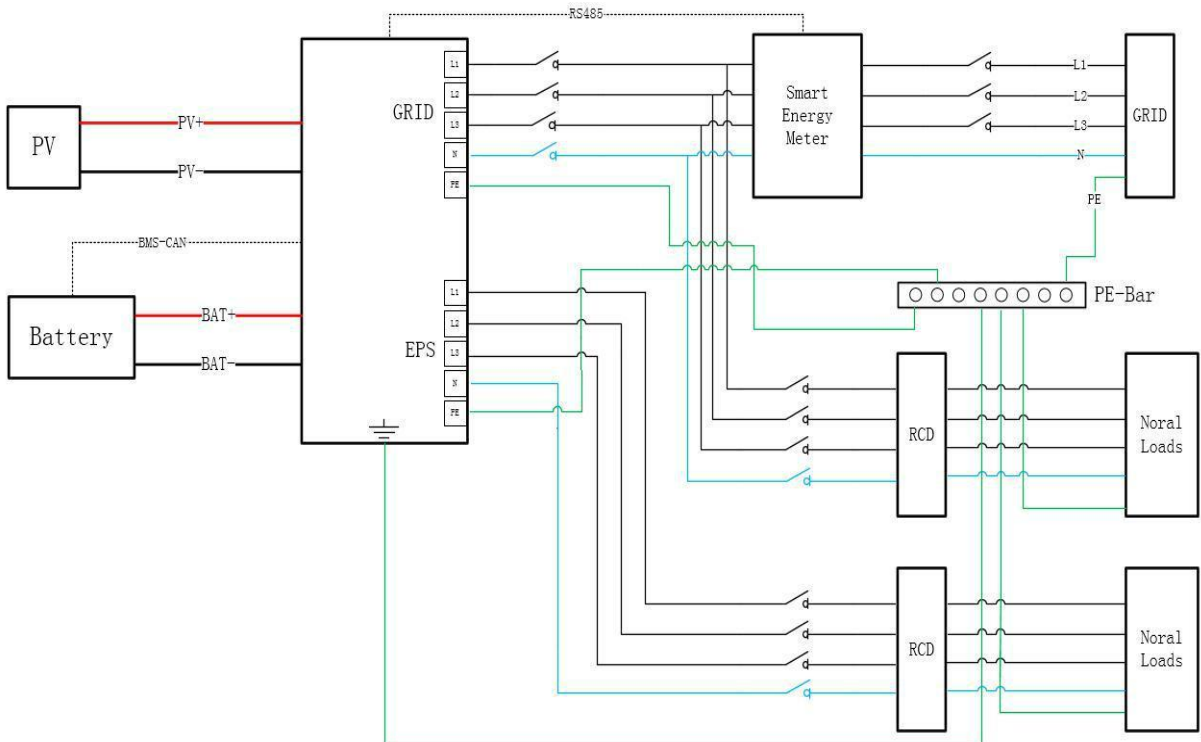 RS485
L1
L2
GRID
L3
N
PE
Smart
Energy
Meter
L1
L2
L3
N
GRID
PE
PV
PV+
PV-
BMS-CAN
Battery
BAT+
BAT-
L1
L2
EPS
L3
N
PE
PE-Bar
RCD
Noral
Loads
RCD
Noral
Loads